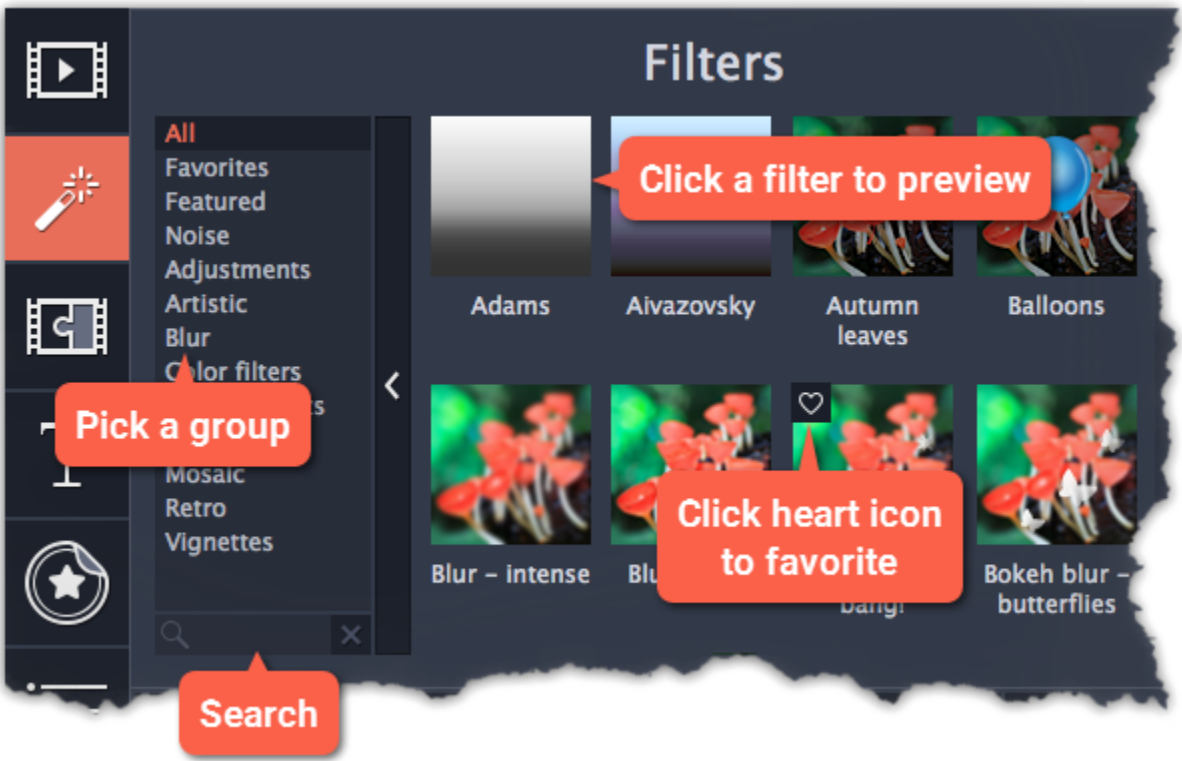 Filters
All
Favorites
Featured
Noise
Adjustments
Artistic
Blur
Color filters
Pick a group
Mosaic
Retro
Vignettes
Search
Click a filter to preview
Adams
Aivazovsky
Autumn
leaves
Balloons
Click heart icon
to favorite
Blur – intense
bang!
Bokeh blur –
butterflies